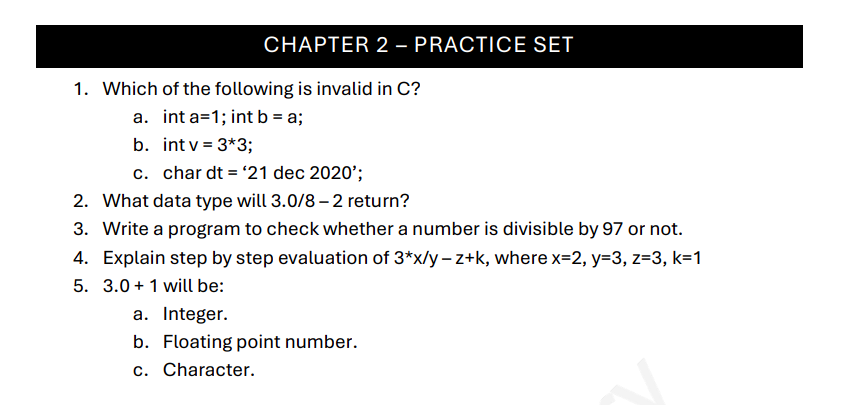 CHAPTER 2 – PRACTICE SET
1. Which of the following is invalid in C?
a. int a=1; int b = a;
b. int v = 3*3;
c. char dt = ‘21 dec 2020’;
2. What data type will 3.0/8 – 2 return?
3. Write a program to check whether a number is divisible by 97 or not.
4. Explain step by step evaluation of 3*x/y – z+k, where x=2, y=3, z=3, k=1
5. 3.0 + 1 will be:
a. Integer.
b. Floating point number.
c. Character.